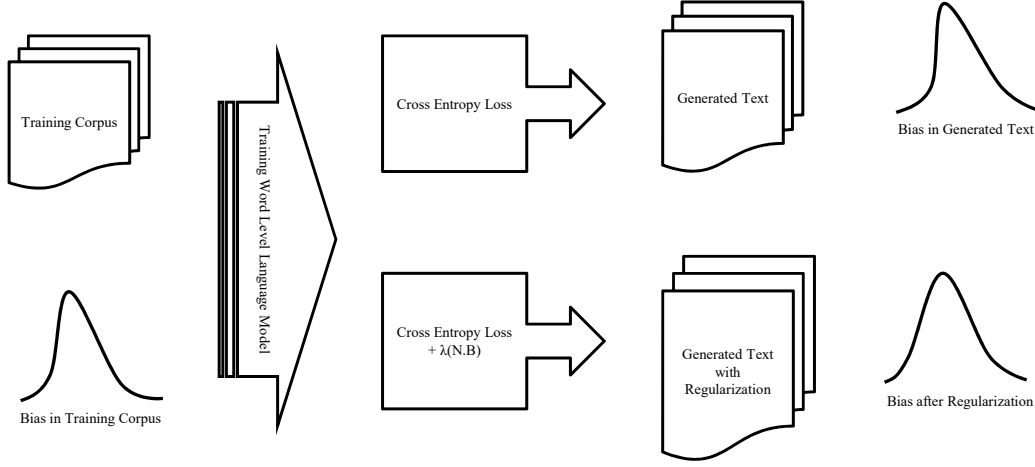 Training Corpus
Bias in Training Corpus
Training Word Level Language Model
Cross Entropy Loss
Generated Text
Bias in Generated Text
Cross Entropy Loss
+ λ(N.B)
Generated Text
with
Regularization
Bias after Regularization